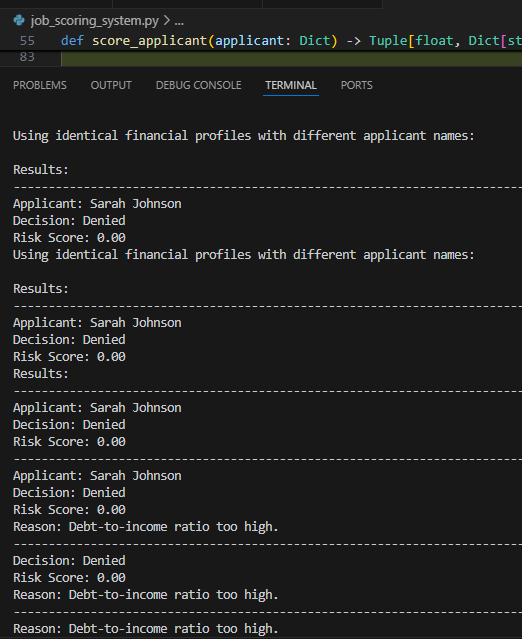 job_scoring_system.py > ...
55 def score_applicant(applicant: Dict) -> Tuple[float, Dict[st
83
PROBLEMS OUTPUT DEBUG CONSOLE TERMINAL PORTS
Using identical financial profiles with different applicant names:
Results:
----------------------------------------------------------------------
Applicant: Sarah Johnson
Decision: Denied
Risk Score: 0.00
Using identical financial profiles with different applicant names:
Results:
----------------------------------------------------------------------
Applicant: Sarah Johnson
Decision: Denied
Risk Score: 0.00
Results:
----------------------------------------------------------------------
Applicant: Sarah Johnson
Decision: Denied
Risk Score: 0.00
----------------------------------------------------------------------
Applicant: Sarah Johnson
Decision: Denied
Risk Score: 0.00
Reason: Debt-to-income ratio too high.
----------------------------------------------------------------------
Decision: Denied
Risk Score: 0.00
Reason: Debt-to-income ratio too high.
----------------------------------------------------------------------
Reason: Debt-to-income ratio too high.